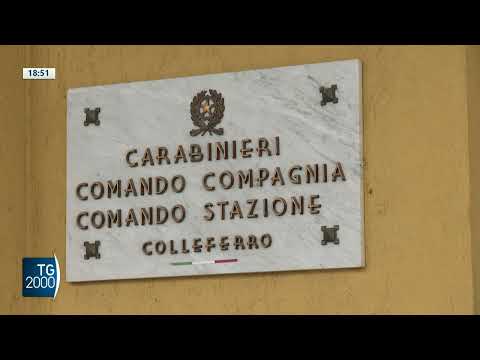 18:51
CARABINIERI
COMANDO COMPAGNIA
COMANDO STAZIONE
COLLEFERRO
TG
2000